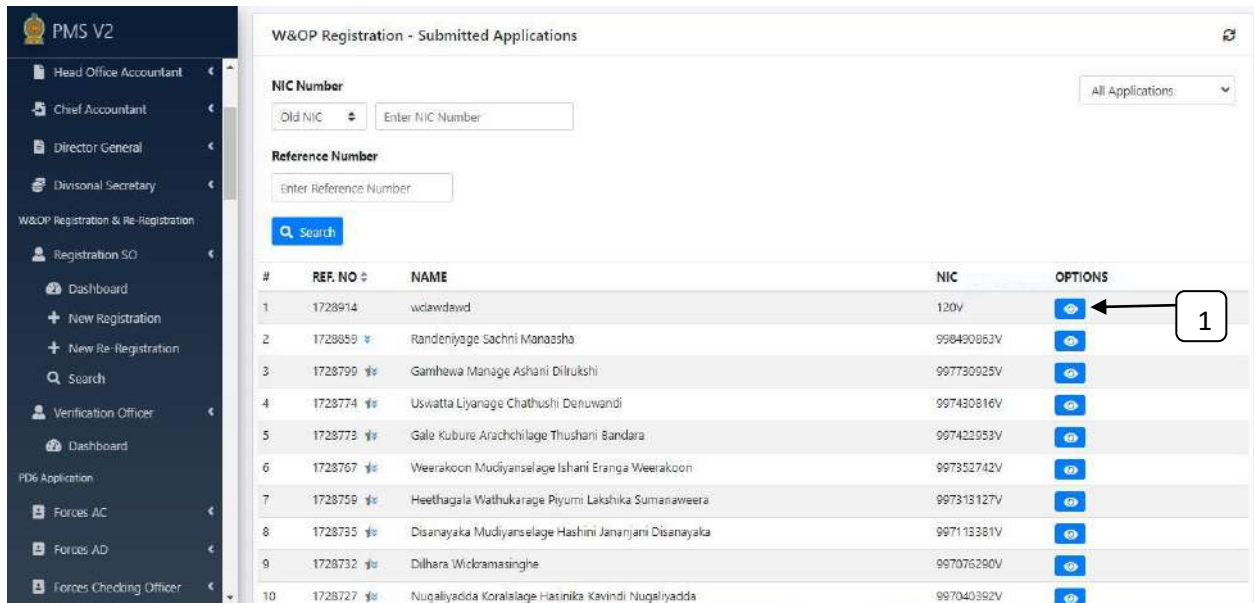 PMS V2
Head Office Accountant
Chief Accountant
Director General
Divisonal Secretary
W&OP Registration & Re-Registration
Registration SO
Dashboard
New Registration
New Re-Registration
Search
Verification Officer
Dashboard
PD6 Application
Forces AC
Forces AD
Forces Checking Officer
W&OP Registration - Submitted Applications
NIC Number
All Applications
Old NIC Enter NIC Number
Reference Number
Enter Reference Number
Search
# REF. NO NAME NIC OPTIONS
1 1728914 wdawdawd 120V
1
2 1728859 Randeniyage Sachni Manaasha 998490863V
3 1728799 Gamhewa Manage Ashani Dilrukshi 997730925V
4 1728774 Uswatta Liyanage Chathushi Denuwandi 997430816V
5 1728773 Gale Kubure Arachchilage Thushani Bandara 997422953V
6 1728767 Weerakoon Mudiyanselage Ishani Eranga Weerakoon 997352742V
7 1728759 Heethagala Wathukarage Piyumi Lakshika Sumanaweera 997313127V
8 1728735 Disanayaka Mudiyanselage Hashini Jananjani Disanayaka 997113381V
9 1728732 Dilhara Wickramasinghe 997076290V
10 1728727 Nugaliyadda Koralalage Hasinika Kavindi Nugaliyadda 997040392V